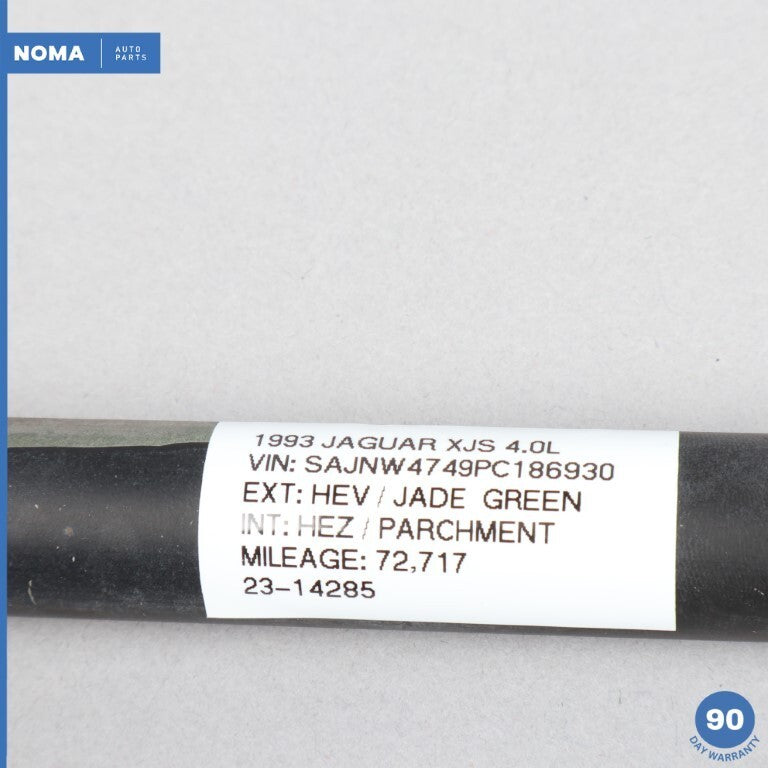 NOMA AUTO PARTS
1993 JAGUAR XJS 4.0L
VIN: SAJNW4749PC186930
EXT: HEV / JADE GREEN
INT: HEZ / PARCHMENT
MILEAGE: 72,717
23-14285
90
DAY WARRANTY